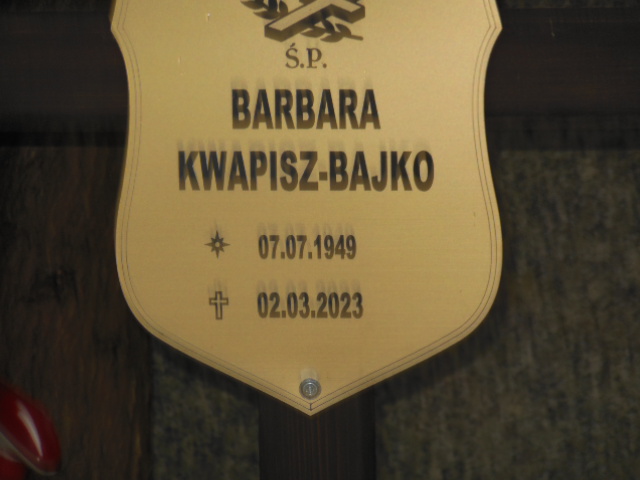 Ś.P.
BARBARA
KWAPISZ-BAJKO
07.07.1949
02.03.2023